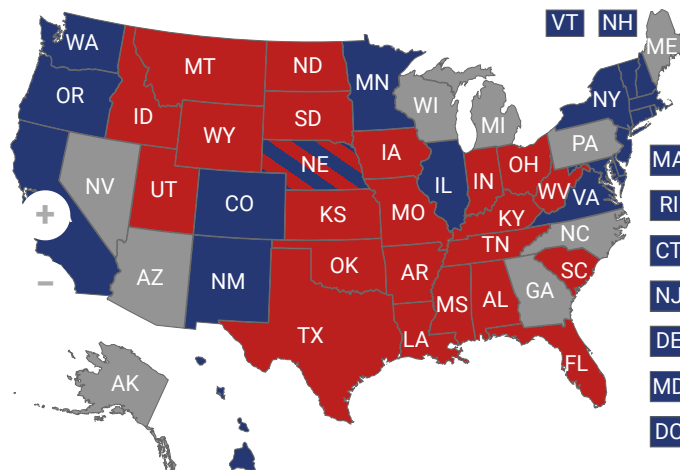 VT NH
WA
ME
MT ND
MN
OR
NY
ID SD WI
MI
WY
PA
NE IA OH
MA
NV UT CO IL IN WV VA
RI
+ KS MO KY
NC
TN CT
AZ NM OK AR SC
−
MS AL GA NJ
TX
LA DE
FL
AK
MD
DC